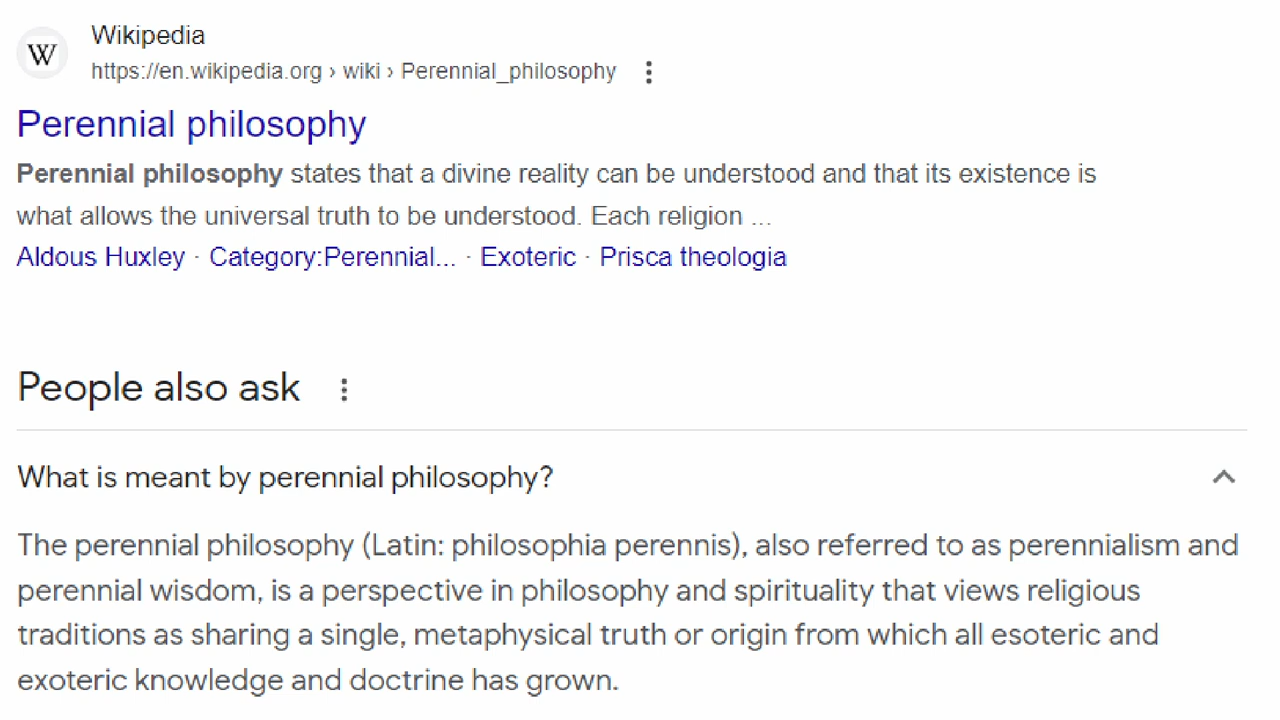 W
Wikipedia
https://en.wikipedia.org › wiki › Perennial_philosophy
Perennial philosophy
Perennial philosophy states that a divine reality can be understood and that its existence is
what allows the universal truth to be understood. Each religion ...
Aldous Huxley · Category:Perennial... · Exoteric · Prisca theologia
People also ask
What is meant by perennial philosophy?
The perennial philosophy (Latin: philosophia perennis), also referred to as perennialism and
perennial wisdom, is a perspective in philosophy and spirituality that views religious
traditions as sharing a single, metaphysical truth or origin from which all esoteric and
exoteric knowledge and doctrine has grown.